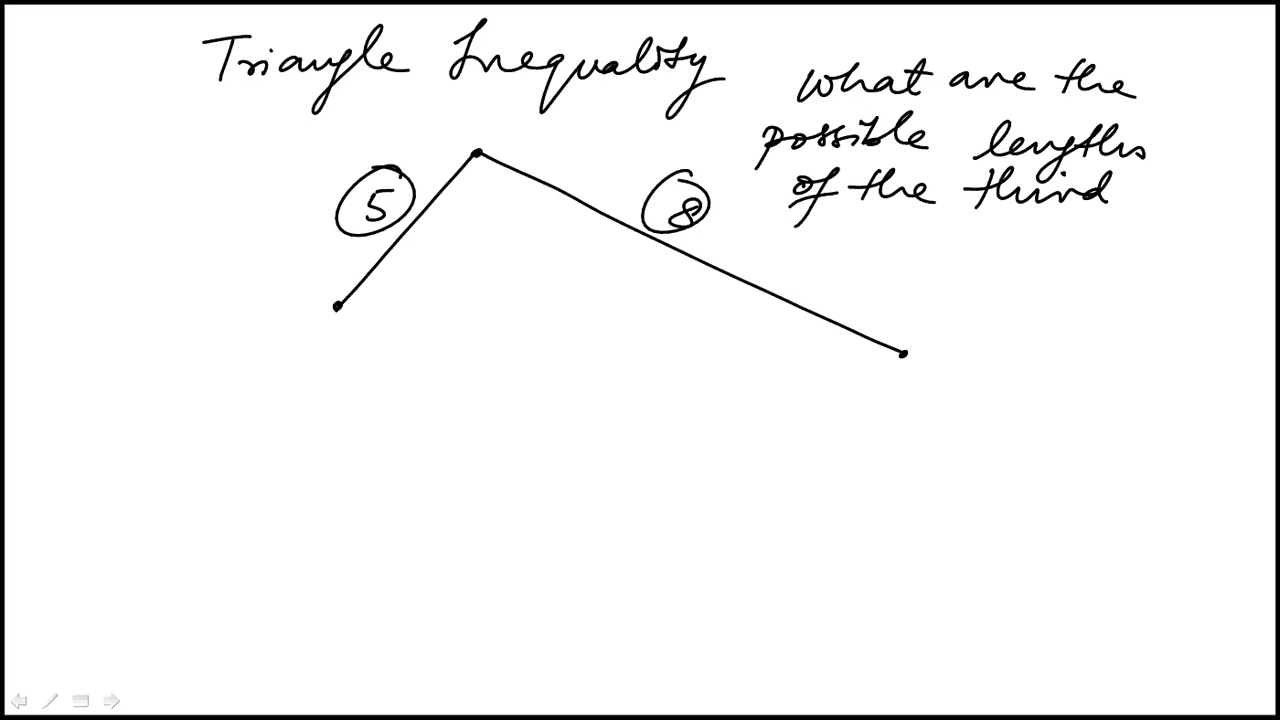 Triangle Inequality
What are the
possible lengths
of the third
5
8